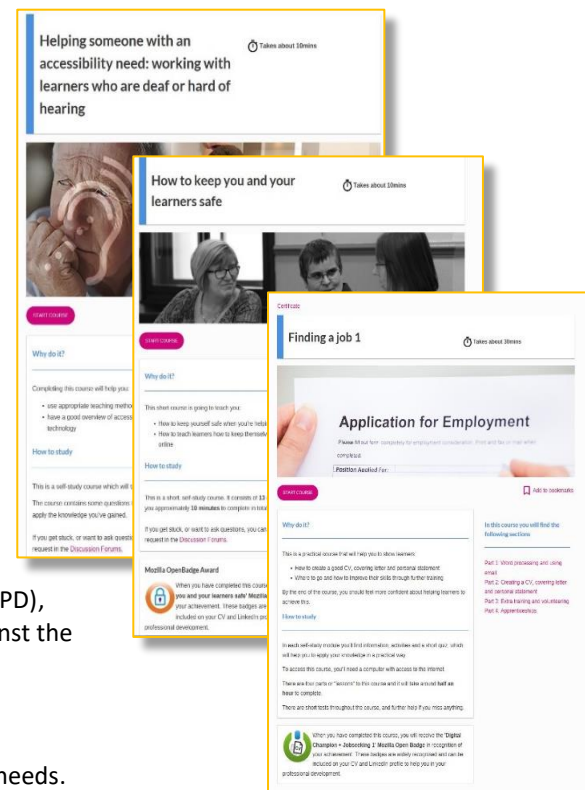 Helping someone with an
accessibility need: working with
learners who are deaf or hard of
hearing
Takes about 10mins
START COURSE
Why do it?
Completing this course will help you:
use appropriate teaching
have a good overview of
technology
How to study
This is a self-study course which will
The course contains some questions
apply the knowledge you've gained.
If you get stuck, or want to ask
request in the Discussion Forums.
How to keep you and your
learners safe
Takes about 10mins
START COURSE
Why do it?
This short course is going to teach you:
• How to keep yourself safe when you're
• How to teach learners how to keep
online
How to study
This is a short, self-study course. It consists of 13
you approximately 10 minutes to complete in total
If you get stuck, or want to ask questions, you can
request in the Discussion Forums.
Mozilla OpenBadge Award
When you have completed this course
you and your learners safe' Mozilla
your achievement. These badges are
included on your CV and LinkedIn
professional development.
Certificate
Finding a job 1
Takes about 10mins
Application for Employment
Position Applied For:
START COURSE
Add to bookmarks
Why do it?
This is a practical course that will help you to show learners:
• How to create a good CV, covering letter and personal statement
• Where to go and how to improve their skills through further training
By the end of the course, you should feel more confident about helping learners to
achieve this.
How to study
In each self-study module you'll find information, activities and a short quiz which
will help you to apply your knowledge in a practical way.
To access this course, you'll need a computer with access to the internet.
There are four parts or "lessons" to this course and it will take around half an
hour to complete.
There are short tests throughout the course, and further help if you miss anything.
When you have completed this course, you will receive the 'Digital
Champion + Jobseeking 1' Mozilla Open Badge in recognition of
your achievement. These badges are widely recognised and can be
included on your CV and LinkedIn profile to help you in your
professional development.
In this course you will find the
following sections
Part 1: Word processing and using
email
Part 2: Creating a CV, covering letter
and personal statement
Part 3: Extra training and volunteering
Part 4: Apprenticeships
PD),
nst the
needs.